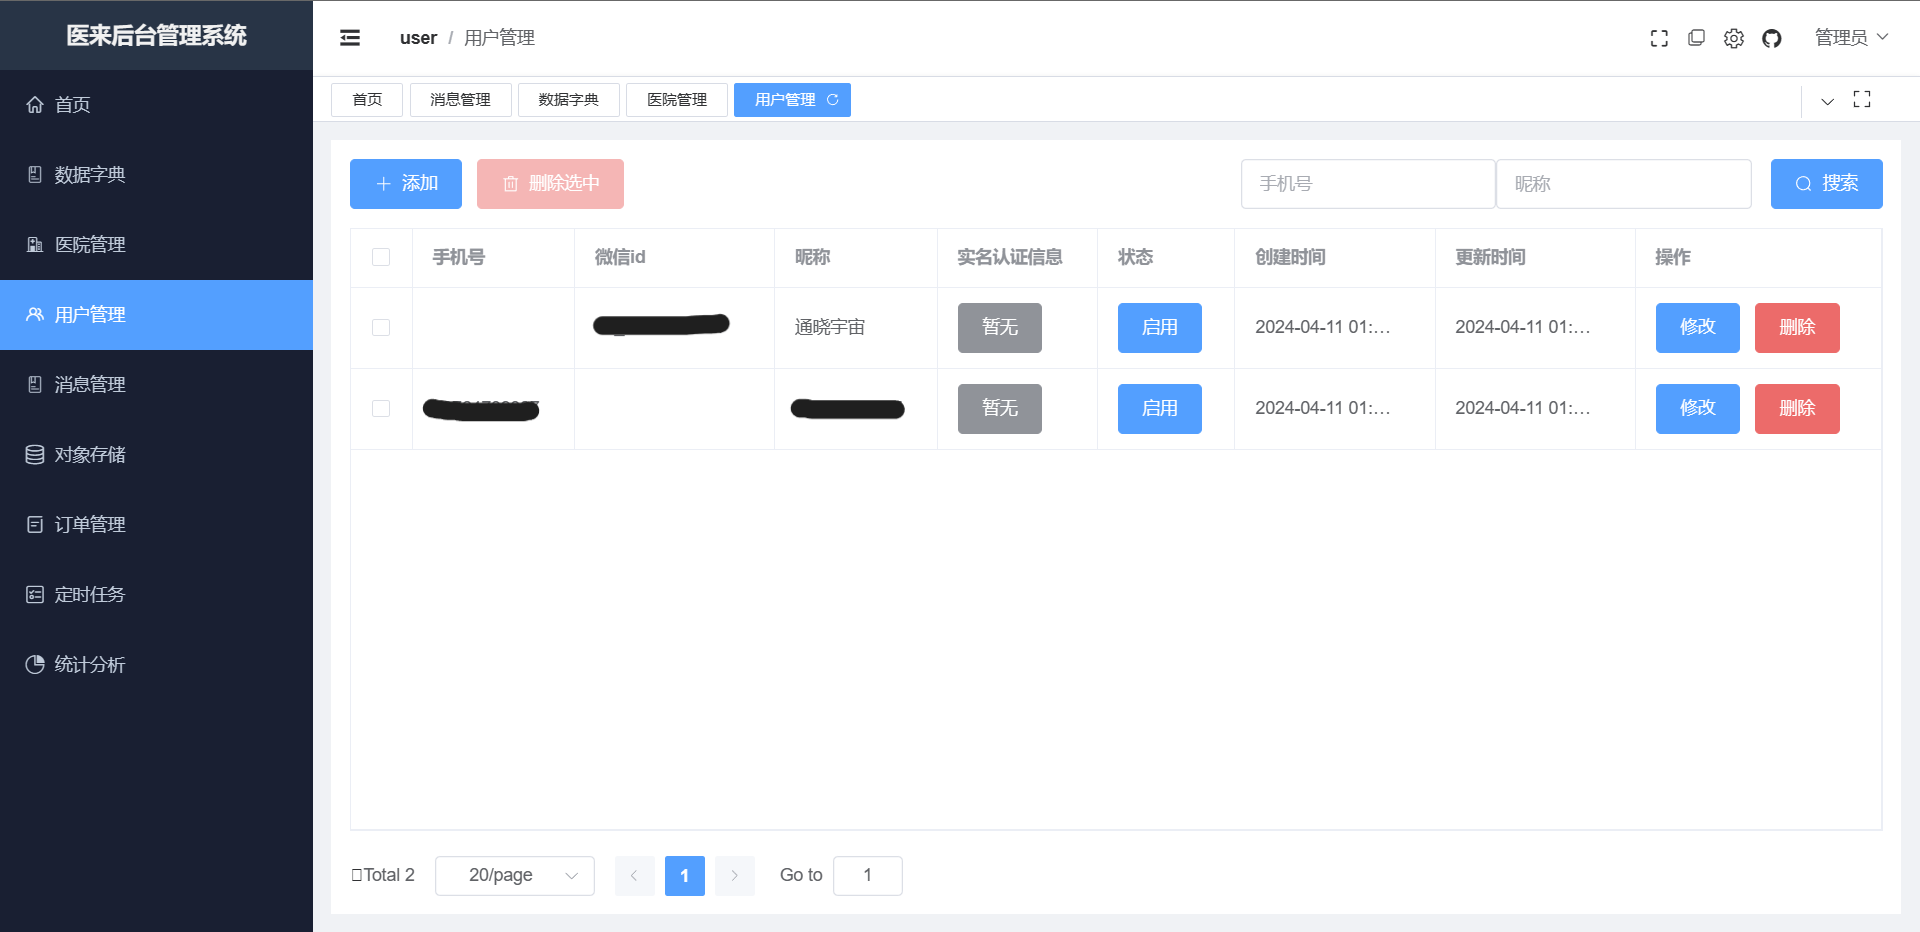 医来后台管理系统
首页
数据字典
医院管理
用户管理
消息管理
对象存储
订单管理
定时任务
统计分析
user / 用户管理
管理员
首页 消息管理 数据字典 医院管理 用户管理
添加 删除选中 手机号 昵称 搜索
手机号 微信id 昵称 实名认证信息 状态 创建时间 更新时间 操作
通晓宇宙 暂无 启用 2024-04-11 01:... 2024-04-11 01:... 修改 删除
暂无 启用 2024-04-11 01:... 2024-04-11 01:... 修改 删除
Total 2 20/page 1 Go to 1